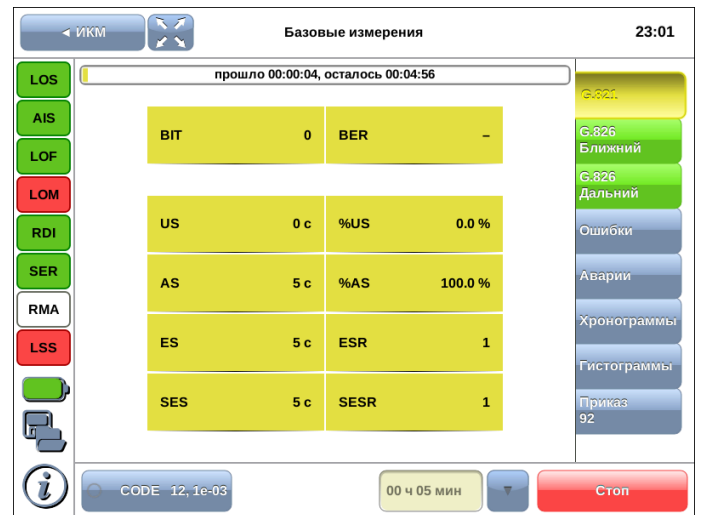 ◄ ИКМ
Базовые измерения
23:01
прошло 00:00:04, осталось 00:04:56
LOS
AIS
LOF
LOM
RDI
SER
RMA
LSS
BIT 0 BER –
US 0 с %US 0.0 %
AS 5 с %AS 100.0 %
ES 5 с ESR 1
SES 5 с SESR 1
G.821
G.826
Ближний
G.826
Дальний
Ошибки
Аварии
Хронограммы
Гистограммы
Приказ
92
i
CODE 12, 1e-03
00 ч 05 мин
▼
Стоп